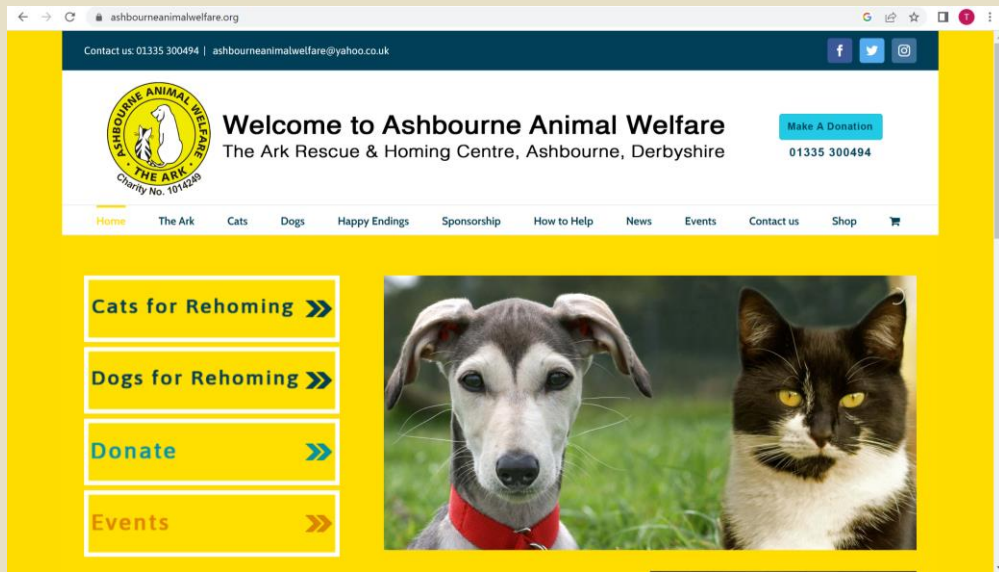 ashbourneanimalwelfare.org
Contact us: 01335 300494 | ashbourneanimalwelfare@yahoo.co.uk
ASHBOURNE ANIMAL WELFARE
· THE ARK ·
Charity No. 1014249
Welcome to Ashbourne Animal Welfare
The Ark Rescue & Homing Centre, Ashbourne, Derbyshire
Make A Donation
01335 300494
Home The Ark Cats Dogs Happy Endings Sponsorship How to Help News Events Contact us Shop
Cats for Rehoming
Dogs for Rehoming
Donate
Events